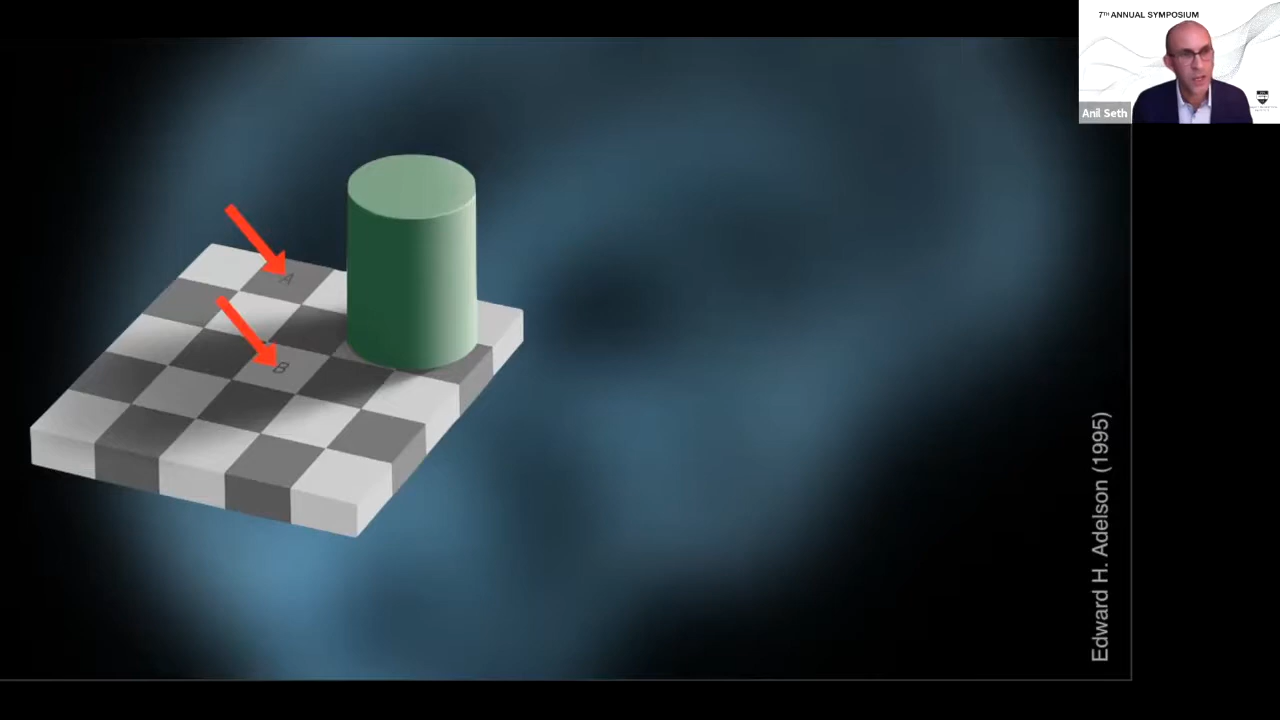 7TH ANNUAL SYMPOSIUM
Anil Seth
A
B
Edward H. Adelson (1995)